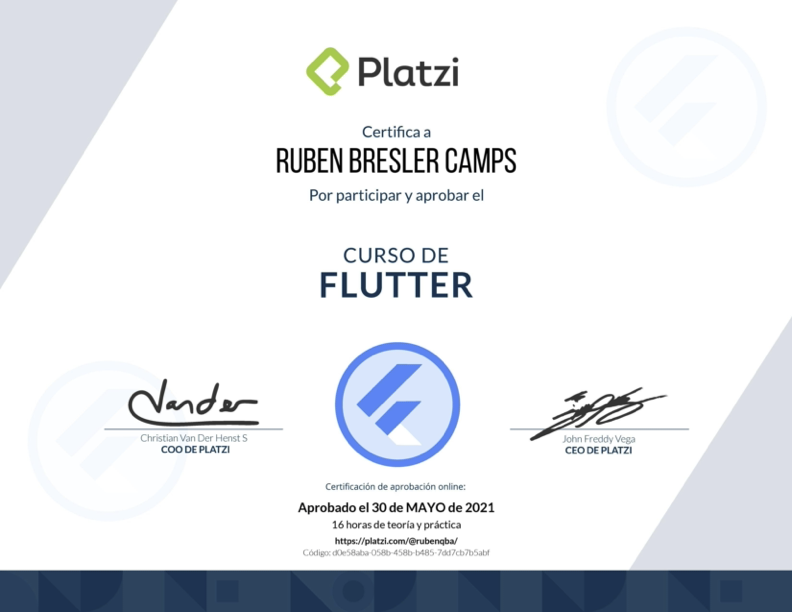 Platzi
Certifica a
RUBEN BRESLER CAMPS
Por participar y aprobar el
CURSO DE
FLUTTER
Vander
Christian Van Der Henst S
COO DE PLATZI
John Freddy Vega
CEO DE PLATZI
Certificación de aprobación online:
Aprobado el 30 de MAYO de 2021
16 horas de teoría y práctica
https://platzi.com/@rubenqba/
Código: d0e58aba-058b-458b-b485-7dd7cb7b5abf